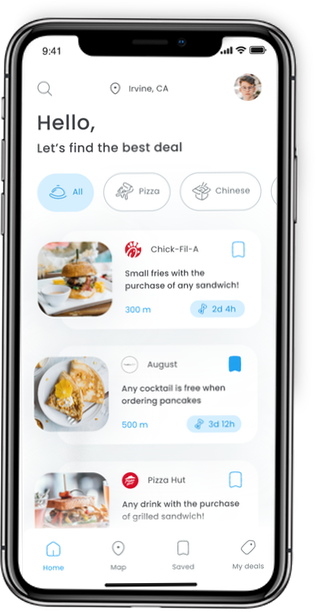 9:41
Irvine, CA
Hello,
Let's find the best deal
All
Pizza
Chinese
Chick-Fil-A
Small fries with the
purchase of any sandwich!
300 m
2d 4h
August
Any cocktail is free when
ordering pancakes
500 m
3d 12h
Pizza Hut
Any drink with the purchase
of grilled sandwich!
Home
Map
Saved
My deals